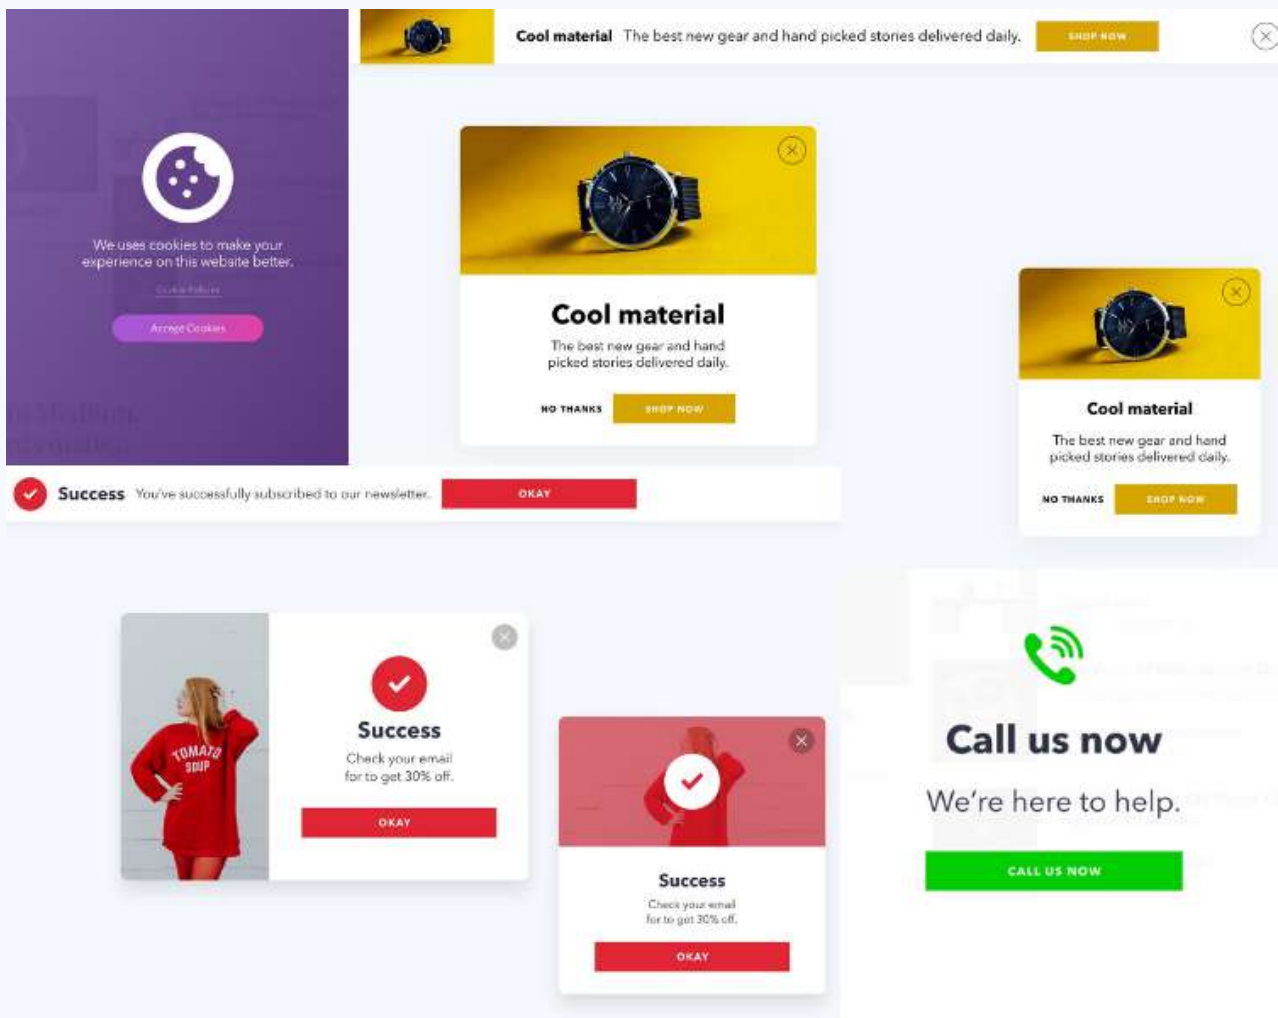 Cool material The best new gear and hand picked stories delivered daily. SHOP NOW
We uses cookies to make your
experience on this website better.
Cookie Policies
Accept Cookies
Cool material
The best new gear and hand
picked stories delivered daily.
NO THANKS SHOP NOW
Cool material
The best new gear and hand
picked stories delivered daily.
NO THANKS SHOP NOW
Success You've successfully subscribed to our newsletter. OKAY
TOMATO
SOUP
Success
Check your email
for to get 30% off.
OKAY
Success
Check your email
for to get 30% off.
OKAY
Call us now
We're here to help.
CALL US NOW